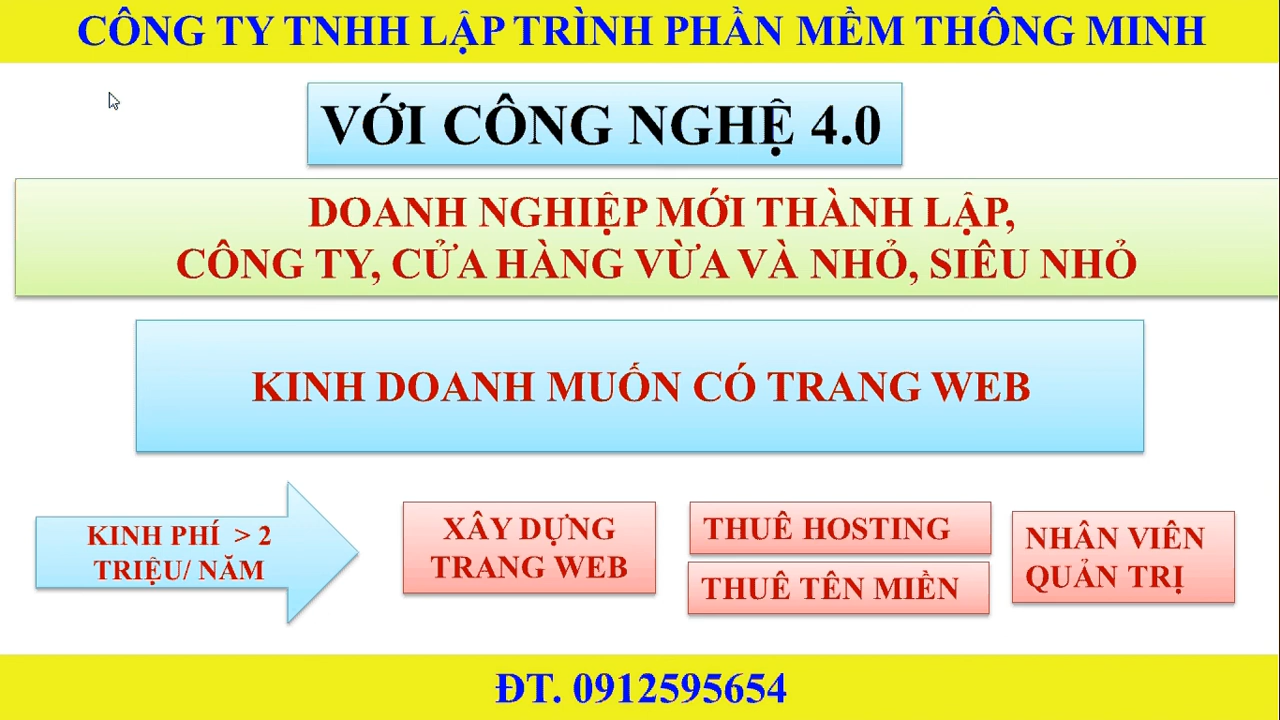 CÔNG TY TNHH LẬP TRÌNH PHẦN MỀM THÔNG MINH
VỚI CÔNG NGHỆ 4.0
DOANH NGHIỆP MỚI THÀNH LẬP,
CÔNG TY, CỬA HÀNG VỪA VÀ NHỎ, SIÊU NHỎ
KINH DOANH MUỐN CÓ TRANG WEB
KINH PHÍ > 2
TRIỆU/ NĂM
XÂY DỰNG
TRANG WEB
THUÊ HOSTING
THUÊ TÊN MIỀN
NHÂN VIÊN
QUẢN TRỊ
ĐT. 0912595654